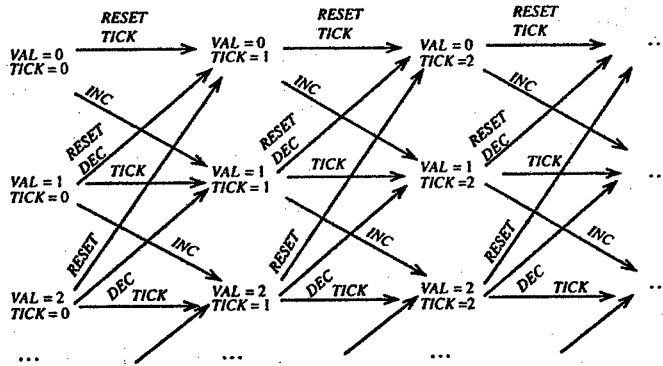 RESET
TICK
RESET
TICK
RESET
TICK
VAL = 0
TICK = 0
VAL = 0
TICK = 1
VAL = 0
TICK =2
...
INC
INC
INC
RESET
DEC
RESET
DEC
RESET
DEC
TICK
TICK
TICK
VAL = 1
TICK = 0
VAL = 1
TICK = 1
VAL = 1
TICK =2
...
INC
INC
INC
RESET
RESET
RESET
DEC
TICK
DEC
TICK
DEC
TICK
VAL = 2
TICK = 0
VAL = 2
TICK = 1
VAL = 2
TICK =2
...
...
...
...